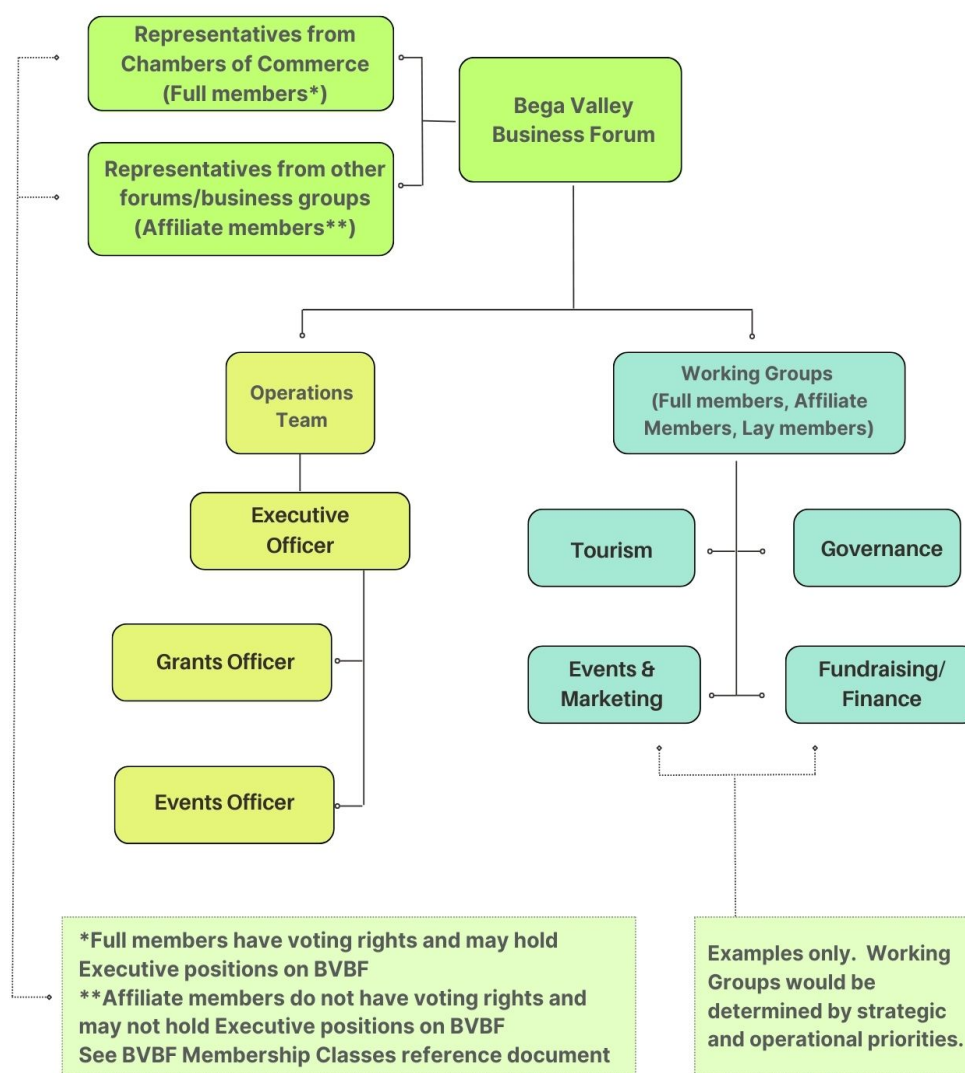 Representatives from
Chambers of Commerce
(Full members*)
Bega Valley
Business Forum
Representatives from other
forums/business groups
(Affiliate members**)
Operations
Team
Working Groups
(Full members, Affiliate
Members, Lay members)
Executive
Officer
Tourism
Governance
Grants Officer
Events &
Marketing
Fundraising/
Finance
Events Officer
*Full members have voting rights and may hold
Executive positions on BVBF
**Affiliate members do not have voting rights and
may not hold Executive positions on BVBF
See BVBF Membership Classes reference document
Examples only.  Working
Groups would be
determined by strategic
and operational priorities.